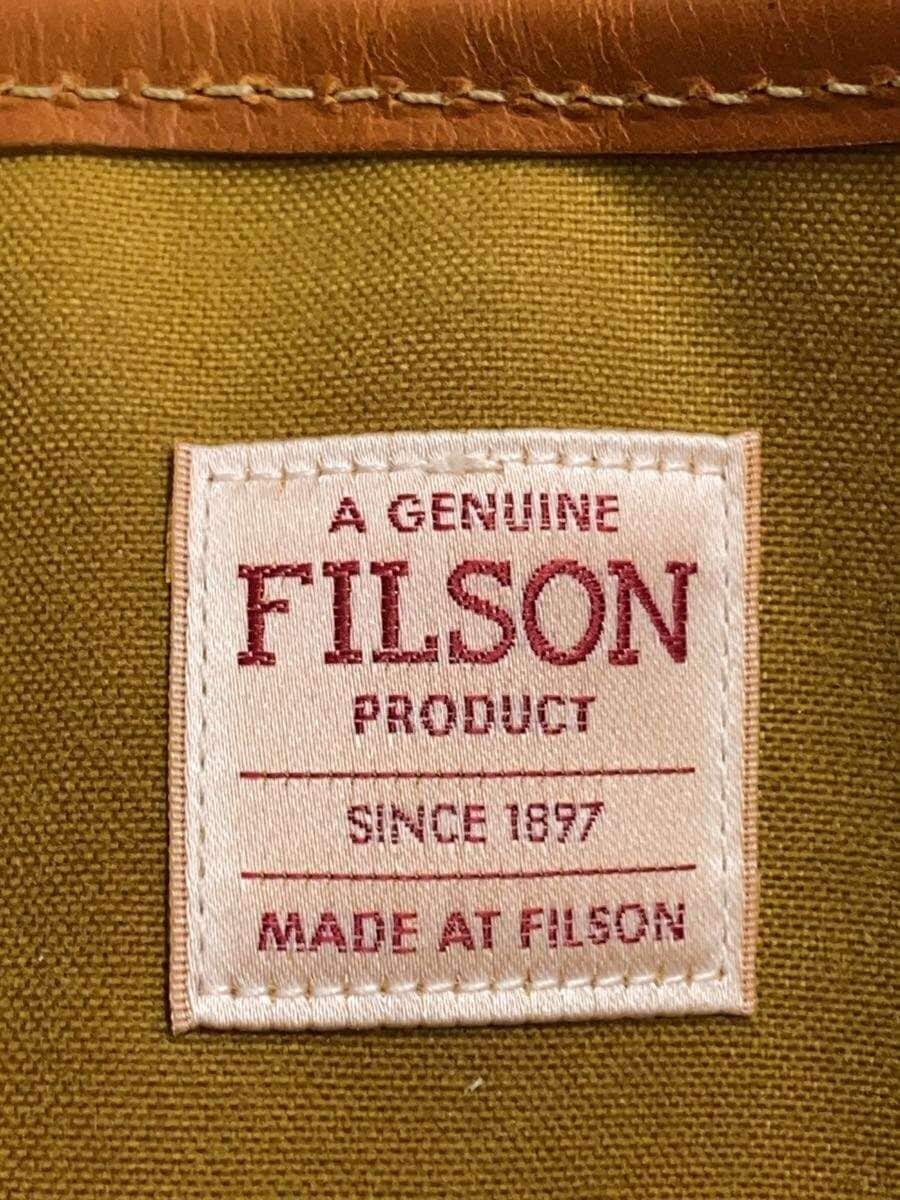 A GENUINE
FILSON
PRODUCT
SINCE 1897
MADE AT FILSON